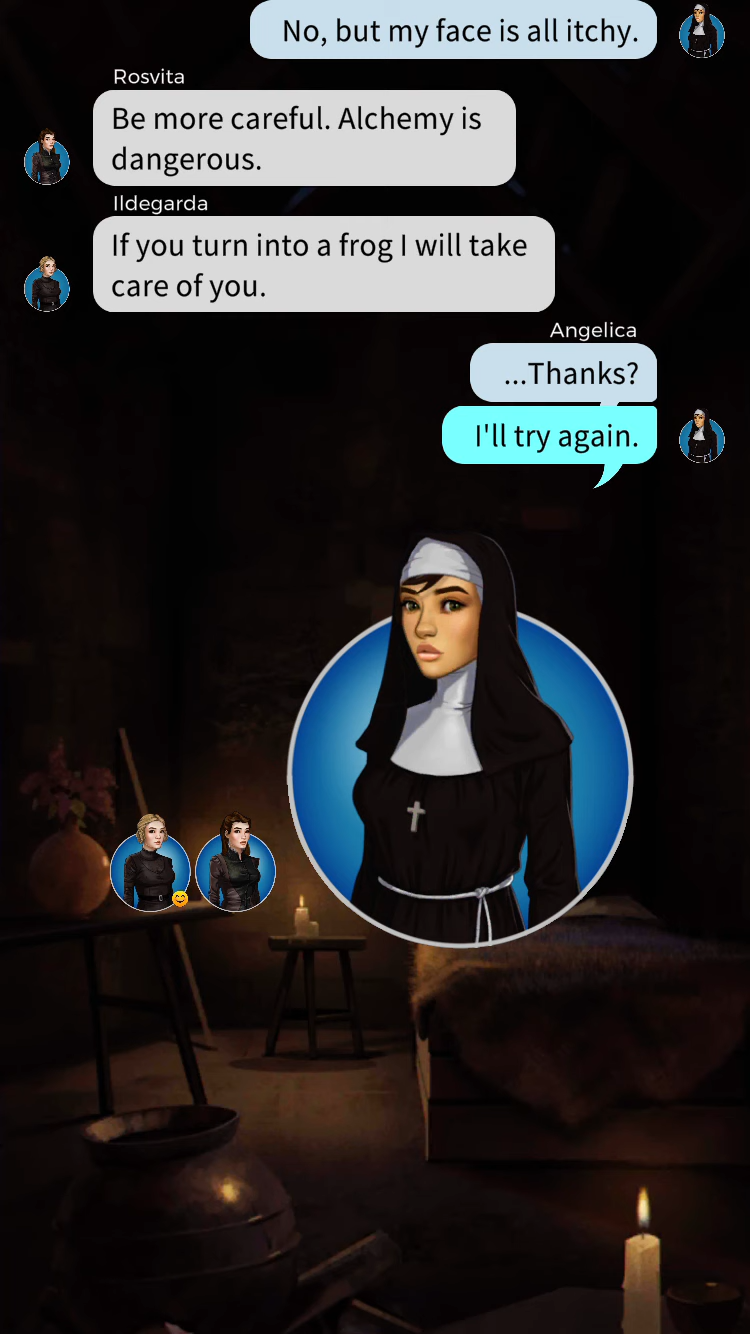 No, but my face is all itchy.
Rosvita
Be more careful. Alchemy is
dangerous.
Ildegarda
If you turn into a frog I will take
care of you.
Angelica
...Thanks?
I'll try again.